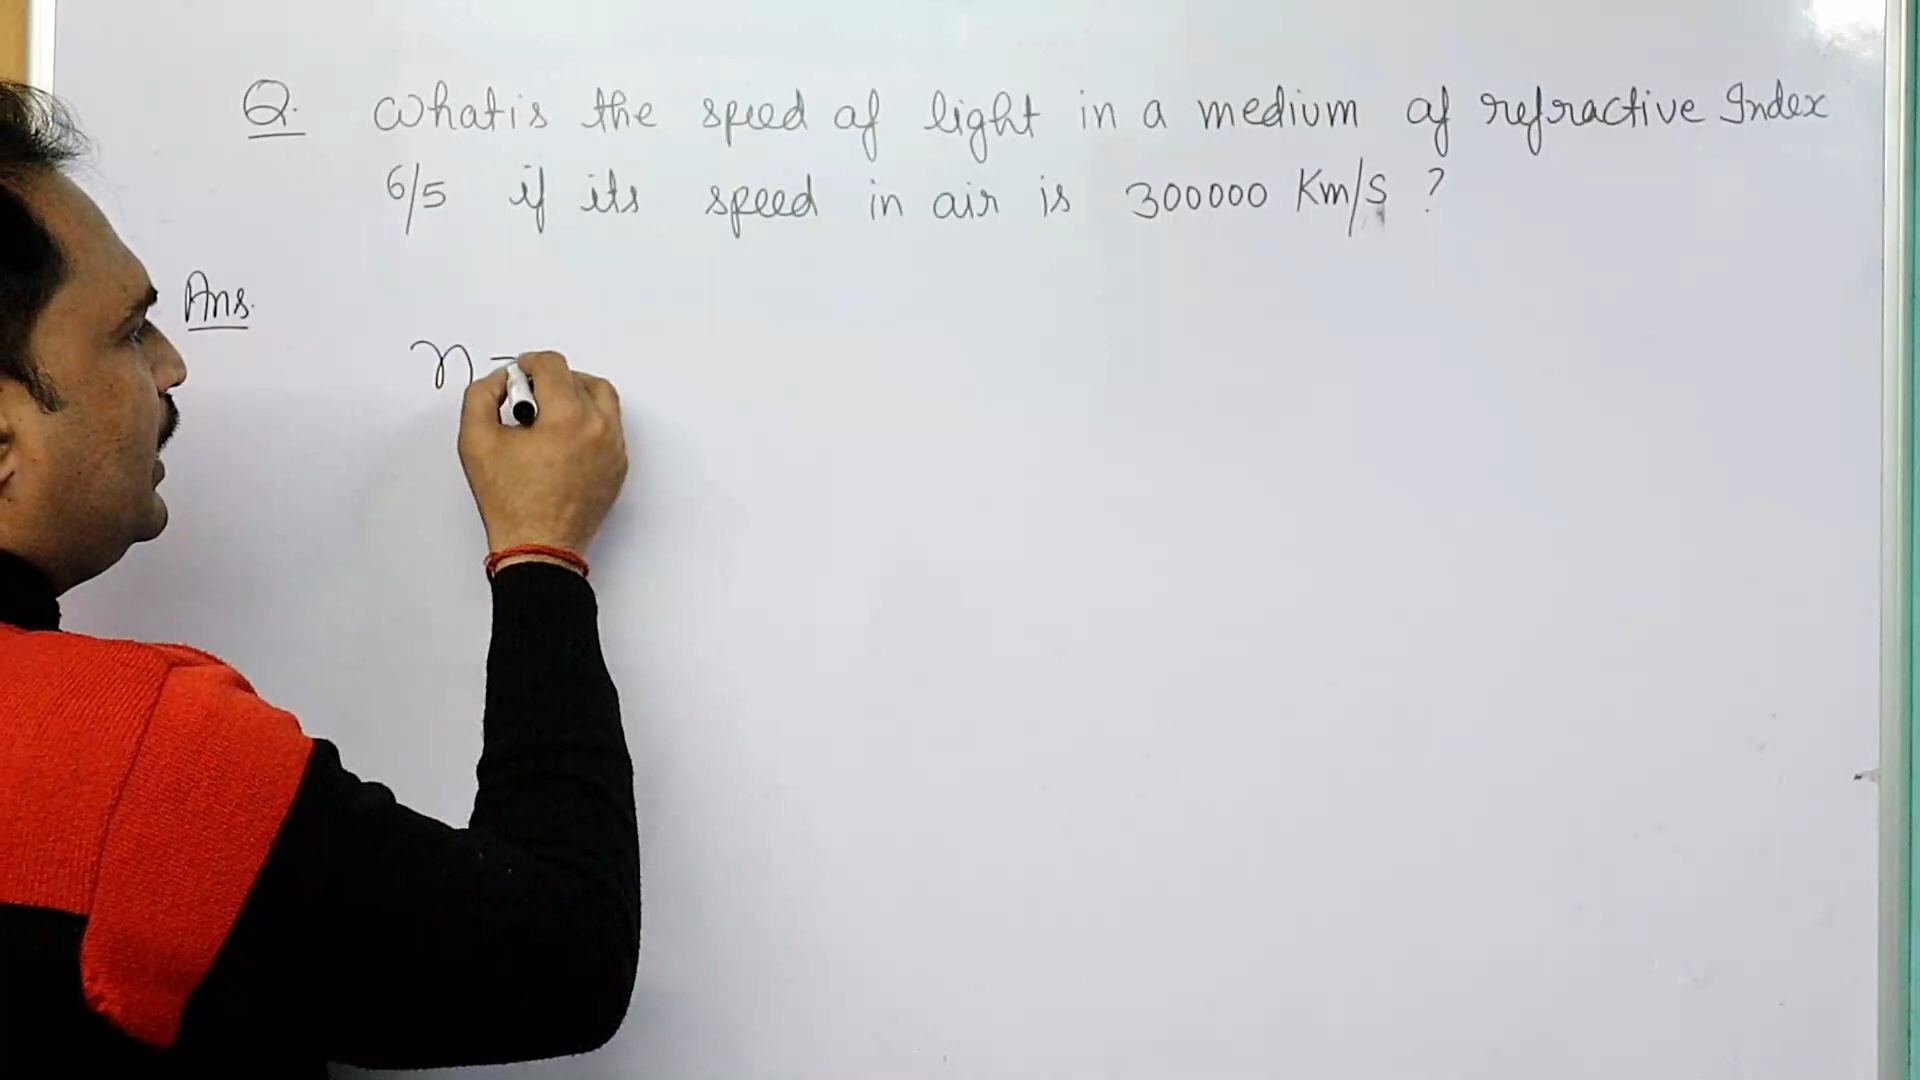 Q. What is the speed of light in a medium of refractive Index
6/5 if its speed in air is 300000 Km/s ?
Ans.
n =